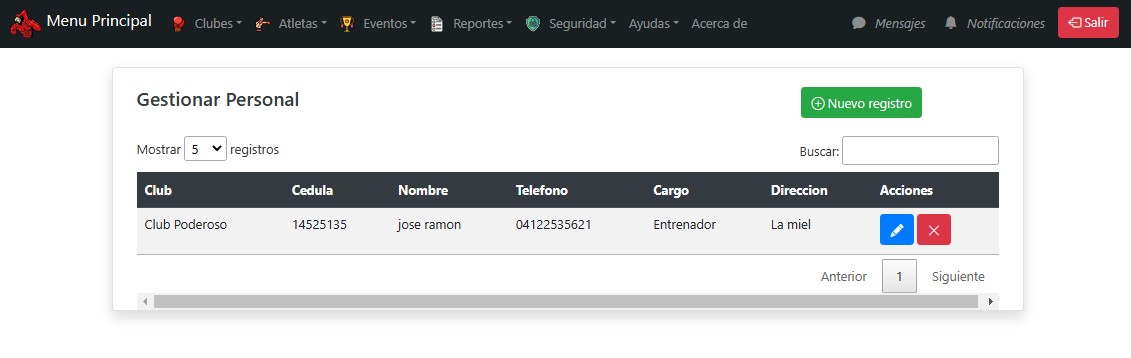 Menu Principal Clubes Atletas Eventos Reportes Seguridad Ayudas Acerca de Mensajes Notificaciones Salir
Gestionar Personal Nuevo registro
Mostrar 5 registros Buscar:
Club Cedula Nombre Telefono Cargo Direccion Acciones
Club Poderoso 14525135 jose ramon 04122535621 Entrenador La miel
Anterior 1 Siguiente